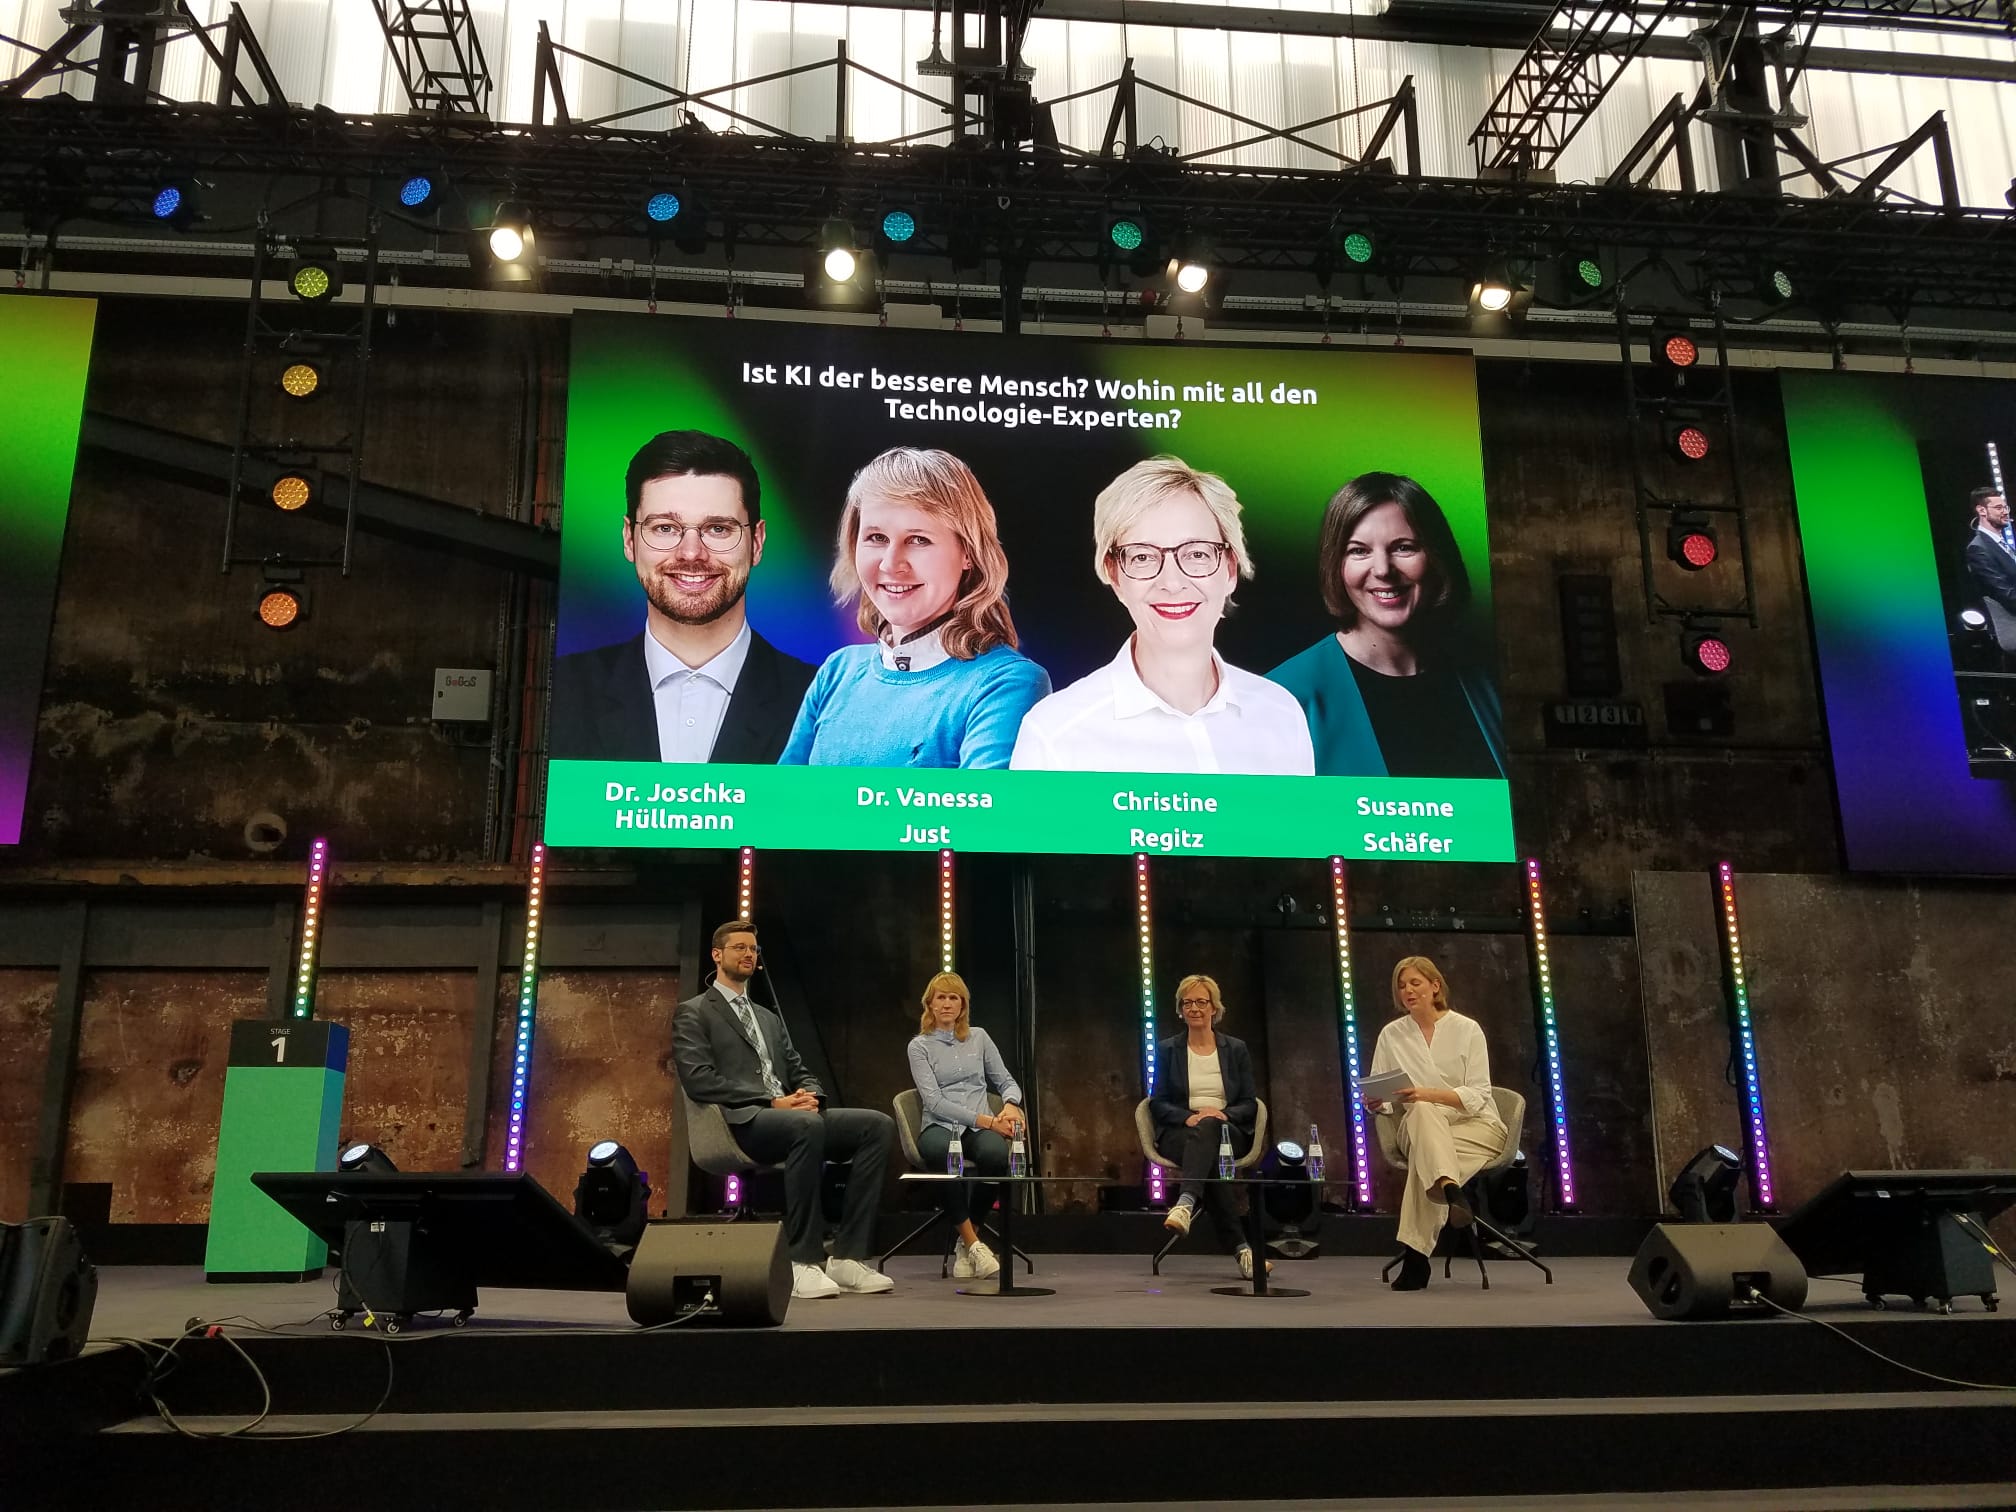 Ist KI der bessere Mensch? Wohin mit all den
Technologie-Experten?
Dr. Joschka
Hüllmann
Dr. Vanessa
Just
Christine
Regitz
Susanne
Schäfer
STAGE
1